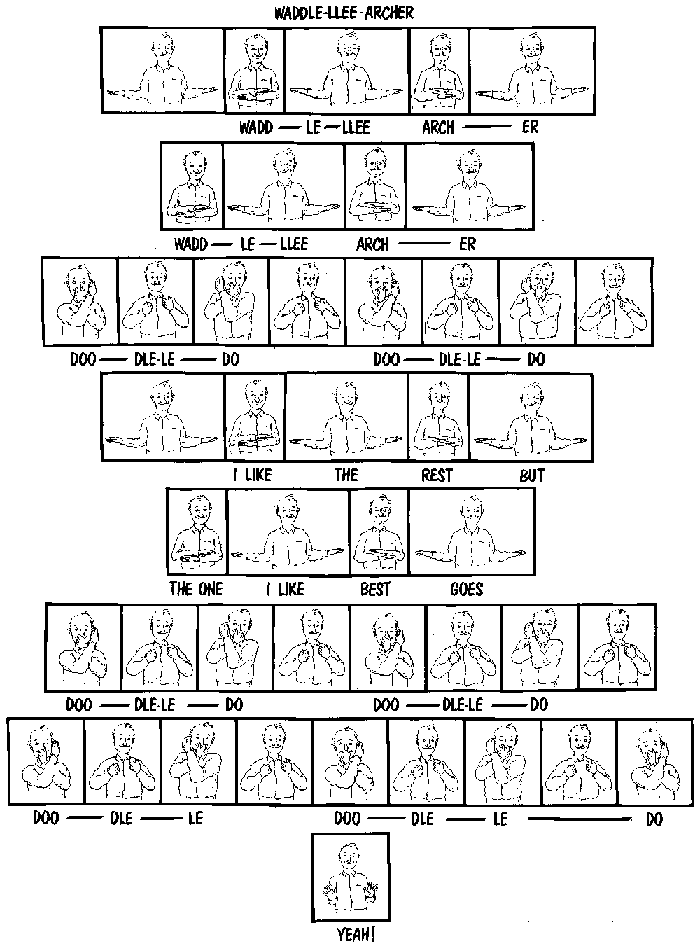 WADDLE-LLEE-ARCHER
WADD — LE — LLEE ARCH — ER
WADD — LE — LLEE ARCH — ER
DOO — DLE-LE — DO DOO — DLE-LE — DO
I LIKE THE REST BUT
THE ONE I LIKE BEST GOES
DOO — DLE-LE — DO DOO — DLE-LE — DO
DOO — DLE — LE DOO — DLE — LE — DO
YEAH!